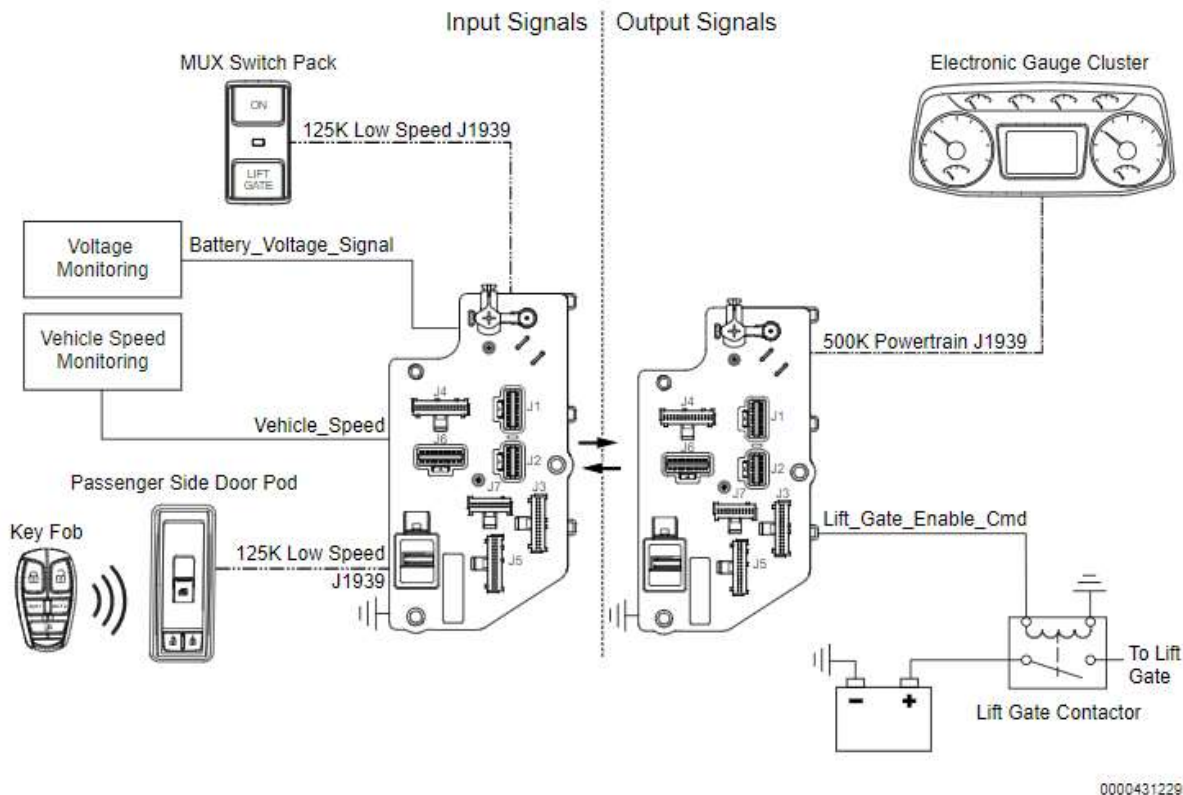 Input Signals
Output Signals
MUX Switch Pack
Electronic Gauge Cluster
ON
125K Low Speed J1939
LIFT
GATE
Voltage
Monitoring
Battery_Voltage_Signal
Vehicle Speed
Monitoring
500K Powertrain J1939
J4
J1
J6
J2
J7
J3
J5
J4
J1
J6
J2
J7
J3
J5
Vehicle_Speed
Passenger Side Door Pod
Key Fob
125K Low Speed
J1939
Lift_Gate_Enable_Cmd
To Lift
Gate
Lift Gate Contactor
0000431229